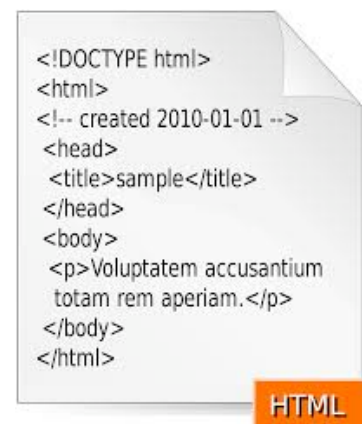 <!DOCTYPE html>
<html>
<!-- created 2010-01-01 -->
<head>
<title>sample</title>
</head>
<body>
<p>Voluptatem accusantium
totam rem aperiam.</p>
</body>
</html>
HTML